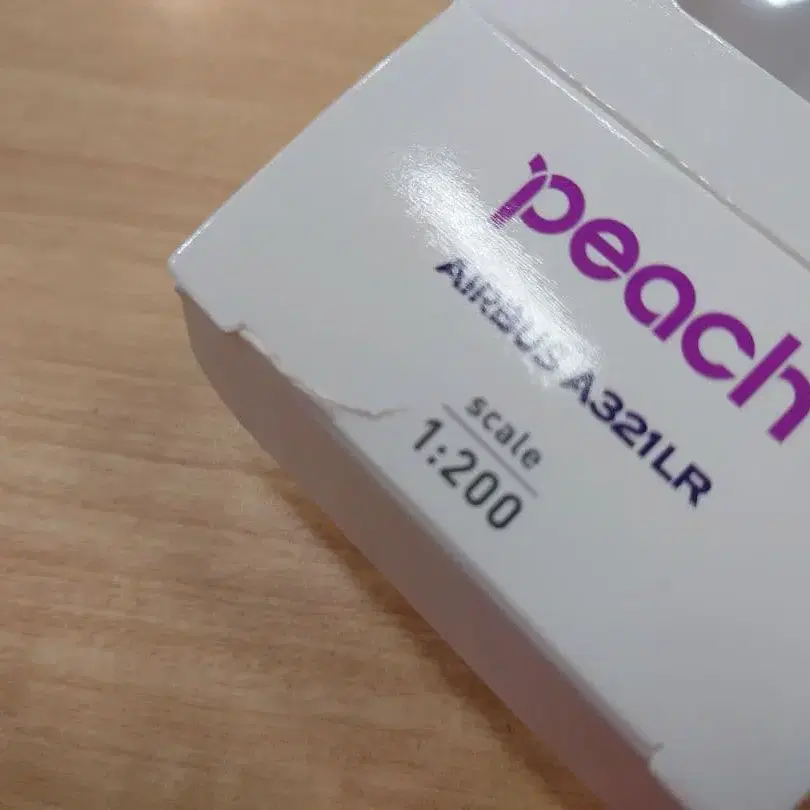 peach
AIRBUS A321LR
scale
1:200